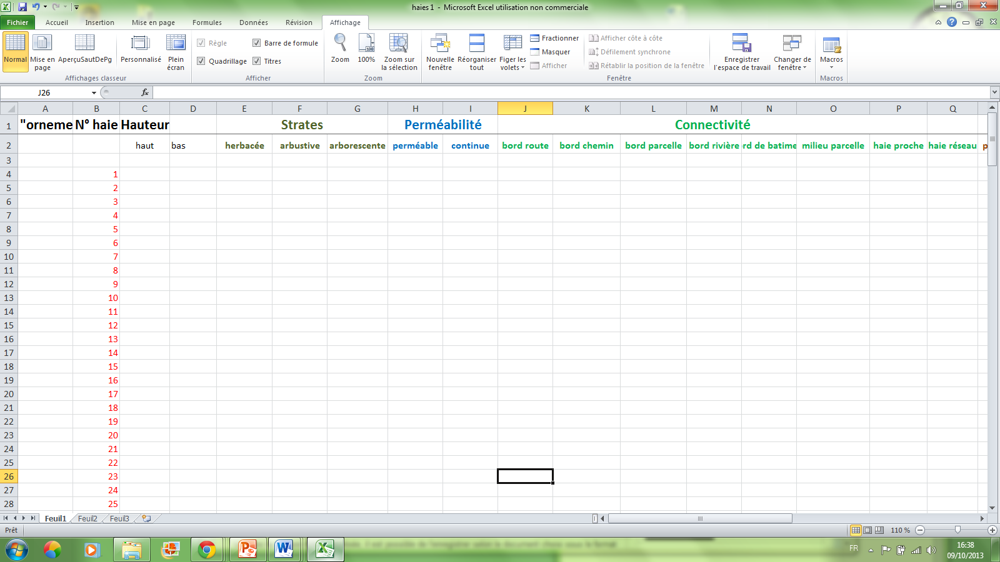 haies 1 - Microsoft Excel utilisation non commerciale
Fichier Accueil Insertion Mise en page Formules Données Révision Affichage
Normal
Mise en page
AperçuSautDePg
Personnalisé
Plein écran
Affichages classeur
Règle
Barre de formule
Quadrillage
Titres
Afficher
Zoom
100%
Zoom sur la sélection
Zoom
Nouvelle fenêtre
Réorganiser tout
Figer les volets
Fractionner
Masquer
Afficher
Afficher côte à côte
Défilement synchrone
Rétablir la position de la fenêtre
Fenêtre
Enregistrer l'espace de travail
Changer de fenêtre
Macros
Macros
J26 fx
A B C D E F G H I J K L M N O P Q
1 "orneme N° haie Hauteur Strates Perméabilité Connectivité
2 haut bas herbacée arbustive arborescente perméable continue bord route bord chemin bord parcelle bord rivière rd de batime milieu parcelle haie proche haie réseau p
3
4 1
5 2
6 3
7 4
8 5
9 6
10 7
11 8
12 9
13 10
14 11
15 12
16 13
17 14
18 15
19 16
20 17
21 18
22 19
23 20
24 21
25 22
26 23
27 24
28 25
Feuil1 Feuil2 Feuil3
Prêt 110 %
FR 16:38
09/10/2013